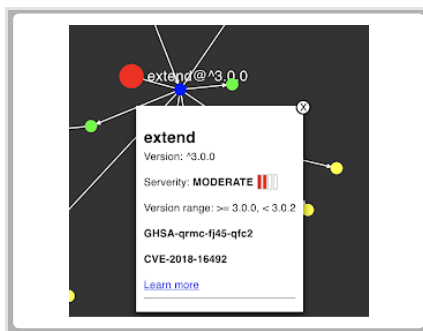 extend@^3.0.0
X
extend
Version: ^3.0.0
Serverity: MODERATE
Version range: >= 3.0.0, < 3.0.2
GHSA-qrmc-fj45-qfc2
CVE-2018-16492
Learn more